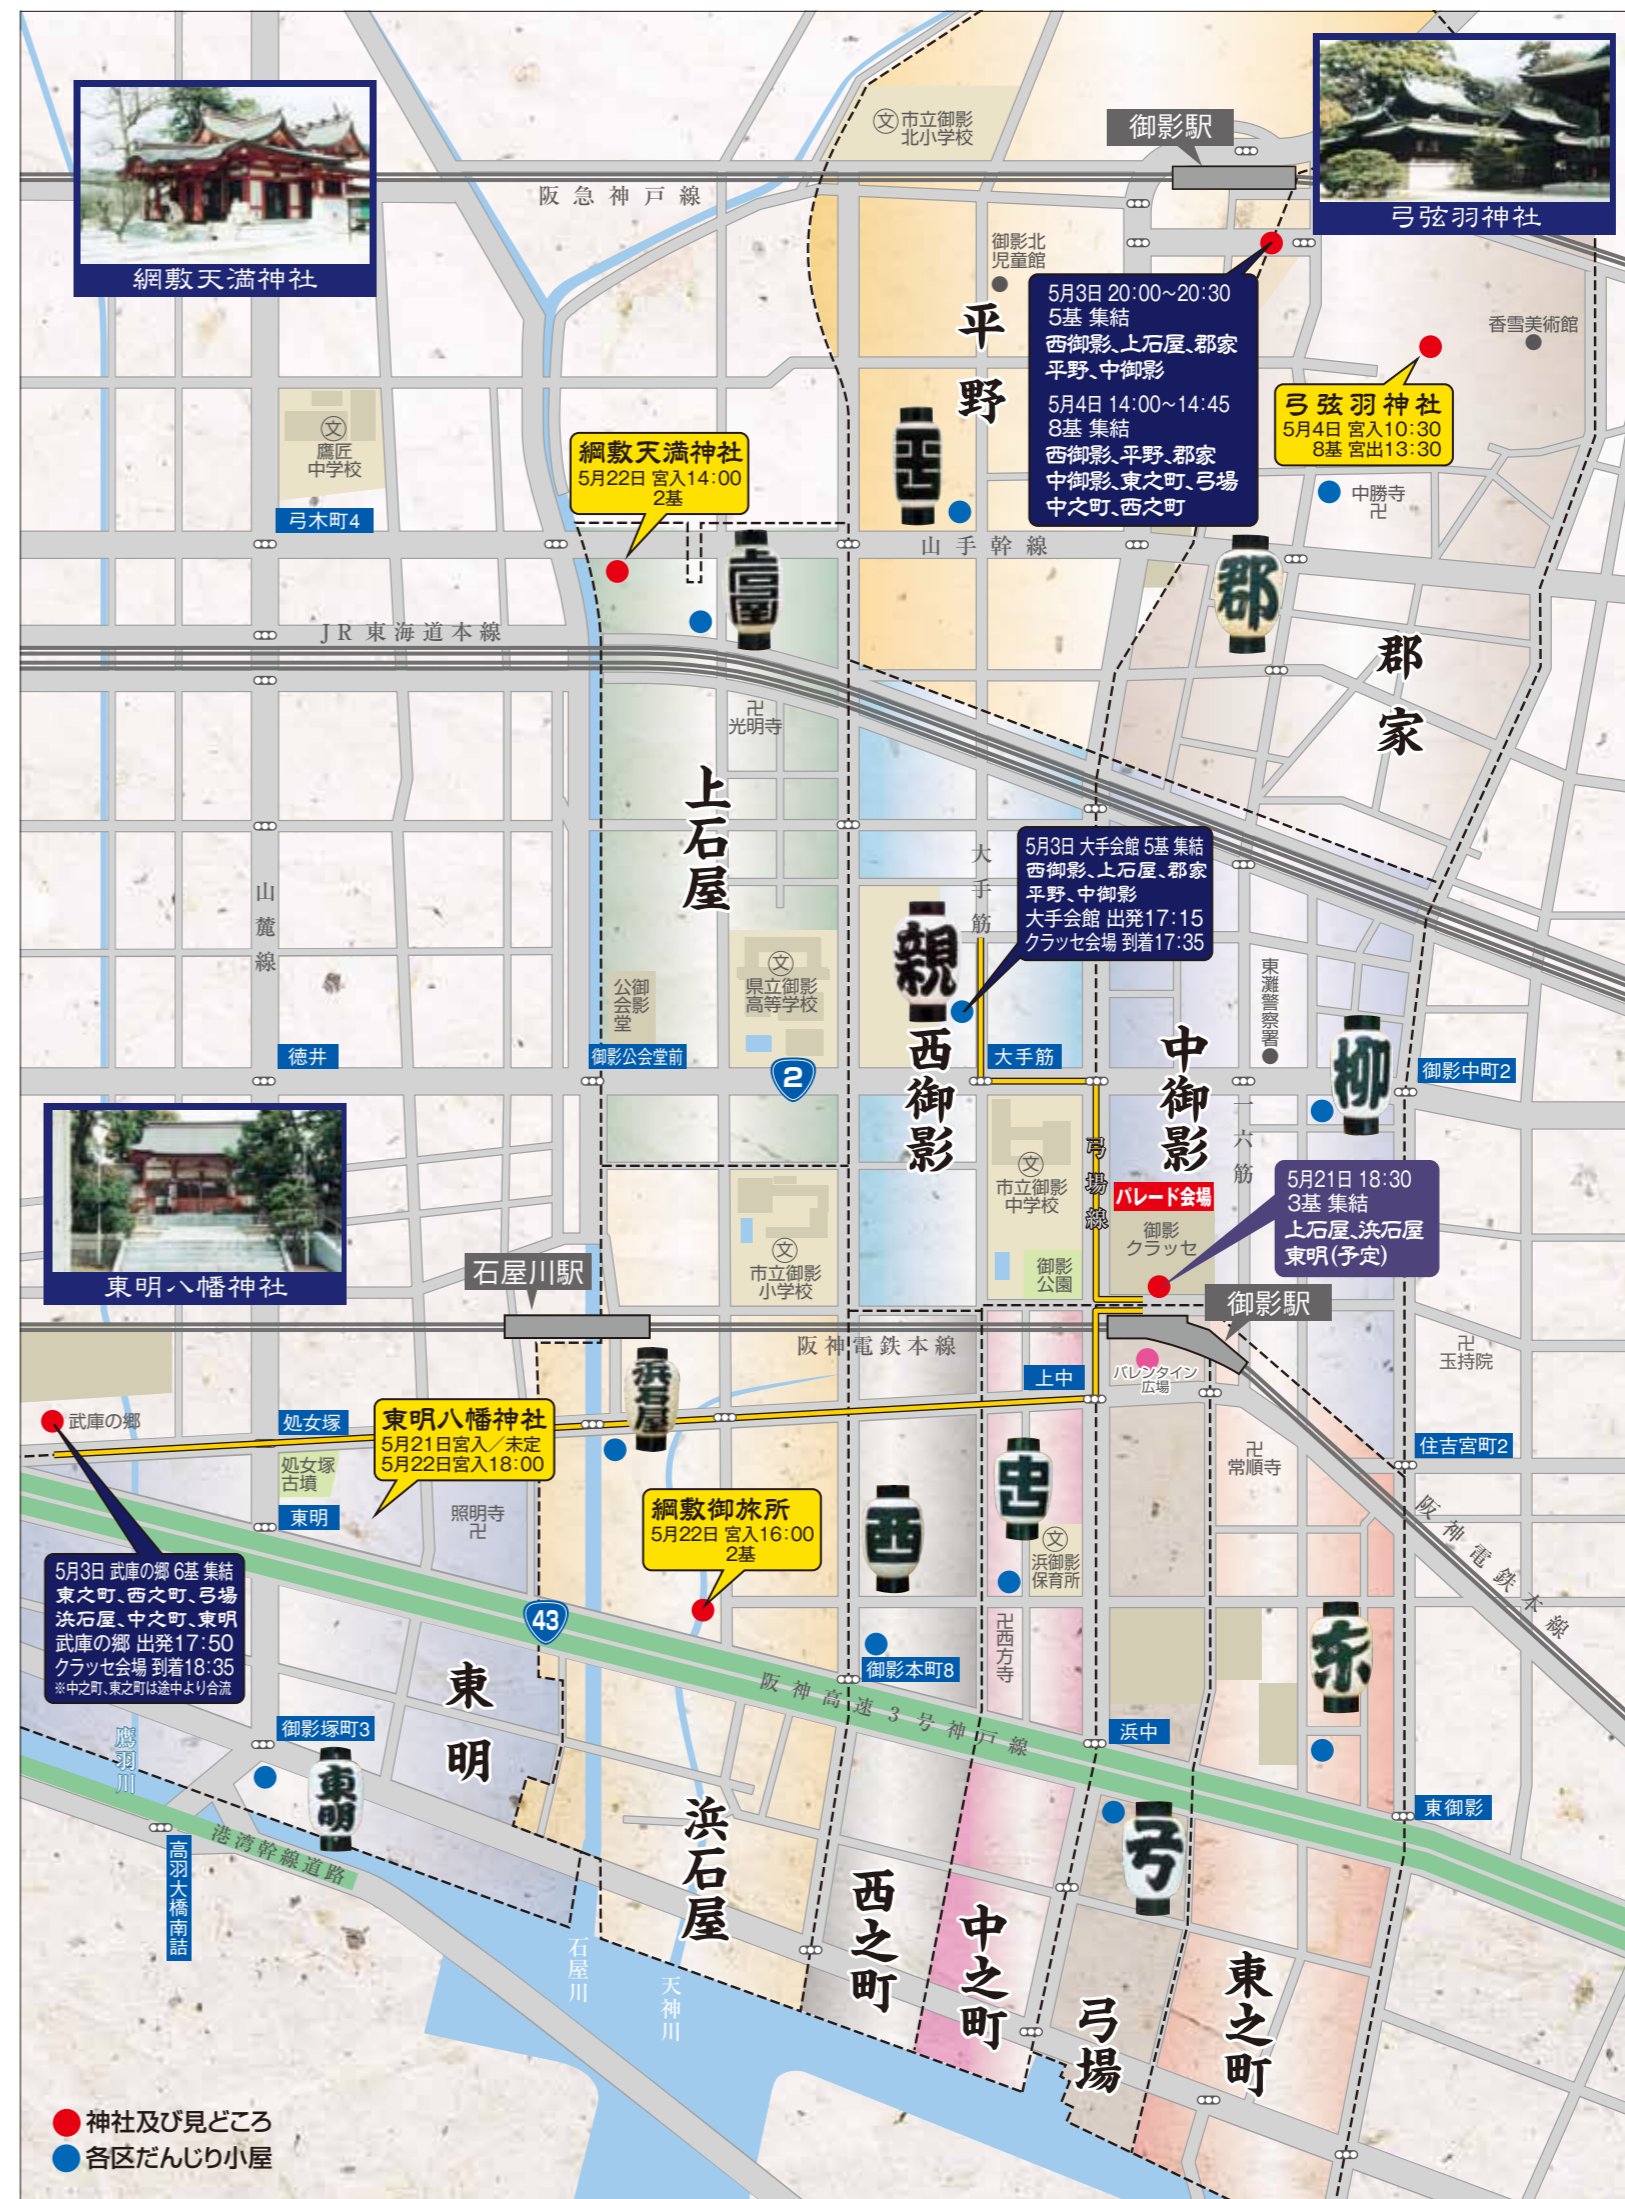 文 市立御影
北小学校
御影駅
阪急神戸線
綱敷天満神社
弓弦羽神社
御影北
児童館
平野
5月3日 20:00~20:30
5基 集結
西御影、上石屋、郡家
平野、中御影
5月4日 14:00~14:45
8基 集結
西御影、平野、郡家
中御影、東之町、弓場
中之町、西之町
香雪美術館
弓弦羽神社
5月4日 宮入10:30
8基 宮出13:30
文
鷹匠
中学校
弓木町4
綱敷天満神社
5月22日 宮入14:00
2基
中勝寺
卍
山手幹線
郡
JR東海道本線
郡家
卍
光明寺
上石屋
大手筋
5月3日 大手会館 5基 集結
西御影、上石屋、郡家
平野、中御影
大手会館 出発17:15
クラッセ会場 到着17:35
山麓線
親
御影
公会堂
文
県立御影
高等学校
東灘警察署
徳井
御影公会堂前
2
大手筋
西御影
中御影
柳
御影中町2
東明八幡神社
文
市立御影
中学校
弓場線
一六筋
パレード会場
御影
クラッセ
5月21日 18:30
3基 集結
上石屋、浜石屋
東明(予定)
石屋川駅
文
市立御影
小学校
御影
公園
御影駅
阪神電鉄本線
上中
バレンタイン
広場
卍
玉持院
浜石屋
武庫の郷
処女塚
東明八幡神社
5月21日宮入/未定
5月22日宮入18:00
処女塚
古墳
東明
照明寺
卍
綱敷御旅所
5月22日 宮入16:00
2基
西
中
文
浜御影
保育所
卍
常順寺
住吉宮町2
阪神電鉄本線
5月3日 武庫の郷 6基 集結
東之町、西之町、弓場
浜石屋、中之町、東明
武庫の郷 出発17:50
クラッセ会場 到着18:35
※中之町、東之町は途中より合流
43
卍西方寺
御影本町8
東
東明
阪神高速3号神戸線
浜中
御影塚町3
鷹羽川
東明
東御影
港湾幹線道路
高羽大橋南詰
弓
浜石屋
西之町
中之町
弓場
東之町
石屋川
天神川
神社及び見どころ
各区だんじり小屋